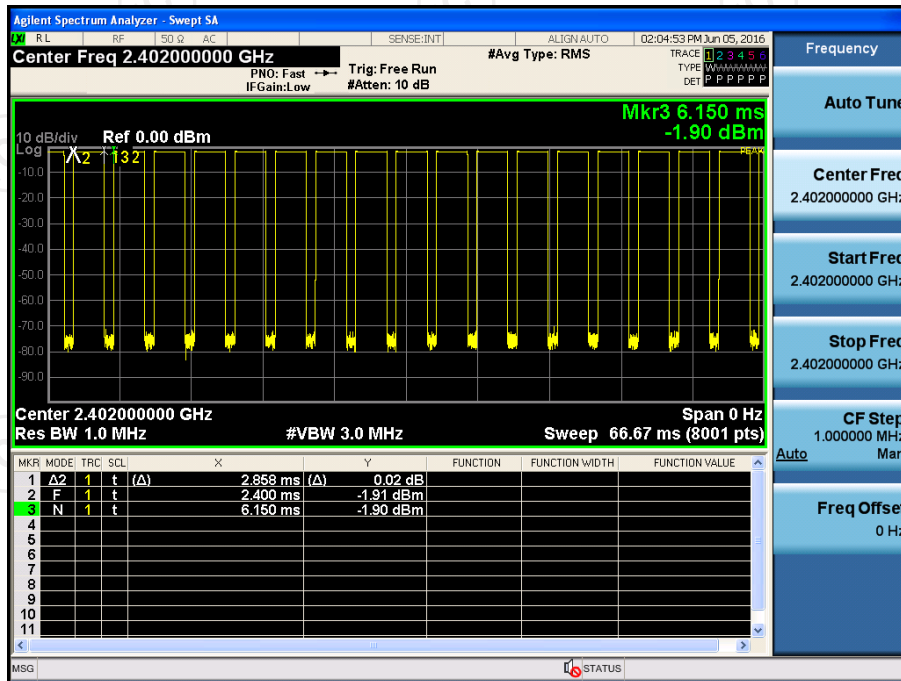 Agilent Spectrum Analyzer - Swept SA
LXI RL RF 50 Ω AC SENSE:INT ALIGN AUTO 02:04:53 PM Jun 05, 2016
Center Freq 2.402000000 GHz #Avg Type: RMS TRACE 1 2 3 4 5 6
PNO: Fast Trig: Free Run TYPE WWWWWW
IFGain:Low #Atten: 10 dB DET P P P P P P
Mkr3 6.150 ms
10 dB/div Ref 0.00 dBm -1.90 dBm
Log
X2 1 3 2 PEAK
-10.0
-20.0
-30.0
-40.0
-50.0
-60.0
-70.0
-80.0
-90.0
Center 2.402000000 GHz Span 0 Hz
Res BW 1.0 MHz #VBW 3.0 MHz Sweep 66.67 ms (8001 pts)
MKR MODE TRC SCL X Y FUNCTION FUNCTION WIDTH FUNCTION VALUE
1 Δ2 1 t (Δ) 2.858 ms (Δ) 0.02 dB
2 F 1 t 2.400 ms -1.91 dBm
3 N 1 t 6.150 ms -1.90 dBm
4
5
6
7
8
9
10
11
MSG STATUS
Frequency
Auto Tune
Center Freq
2.402000000 GHz
Start Freq
2.402000000 GHz
Stop Freq
2.402000000 GHz
CF Step
1.000000 MHz
Auto Man
Freq Offset
0 Hz